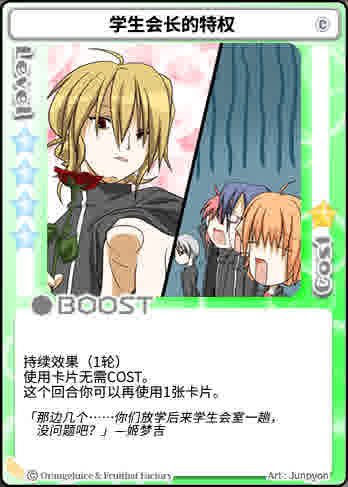 学生会长的特权
C
Level
Cost
BOOST
持续效果（1轮）
使用卡片无需COST。
这个回合你可以再使用1张卡片。
「那边几个……你们放学后来学生会室一趟，
没问题吧？」—姬梦吉
© OrangeJuice & Fruitbat Factory
Art : Junpyon